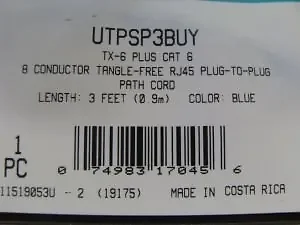 UTPSP3BUY
TX-6 PLUS CAT 6
8 CONDUCTOR TANGLE-FREE RJ45 PLUG-TO-PLUG
PATH CORD
LENGTH: 3 FEET (0.9m) COLOR: BLUE
1
PC
0 74983 17045 6
11519053U - 2 (19175) MADE IN COSTA RICA